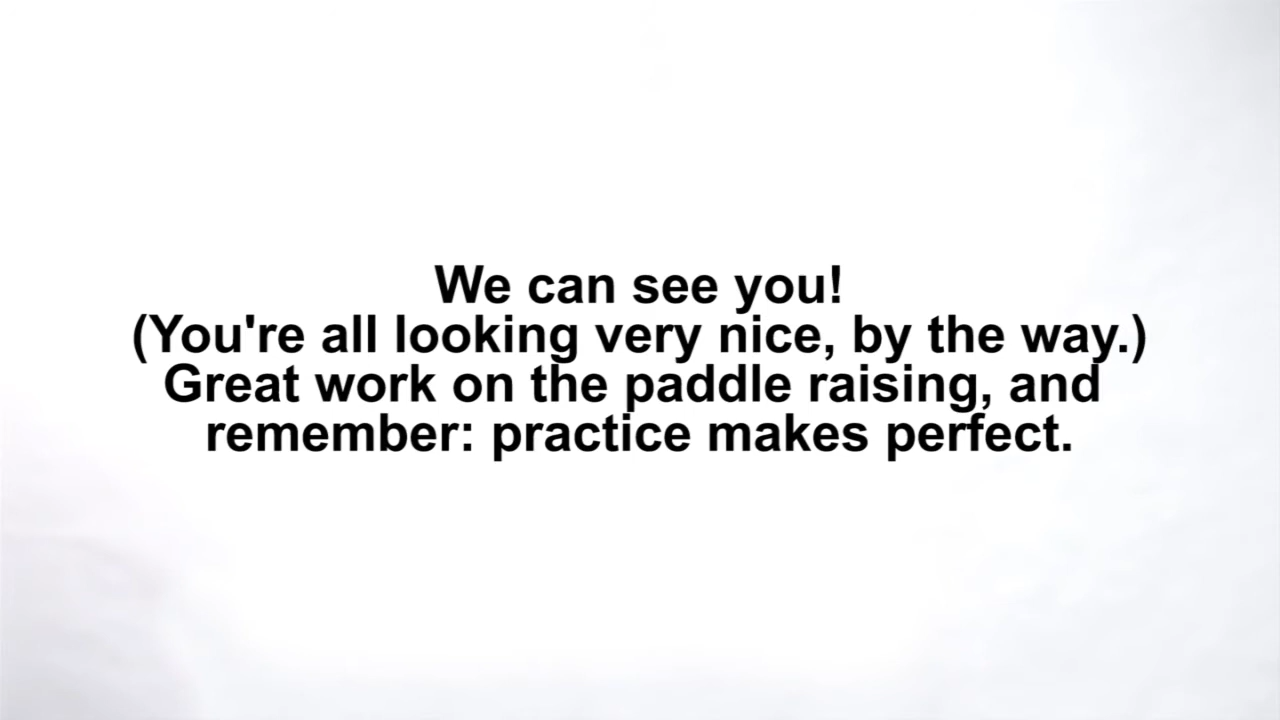 We can see you!
(You're all looking very nice, by the way.)
Great work on the paddle raising, and
remember: practice makes perfect.